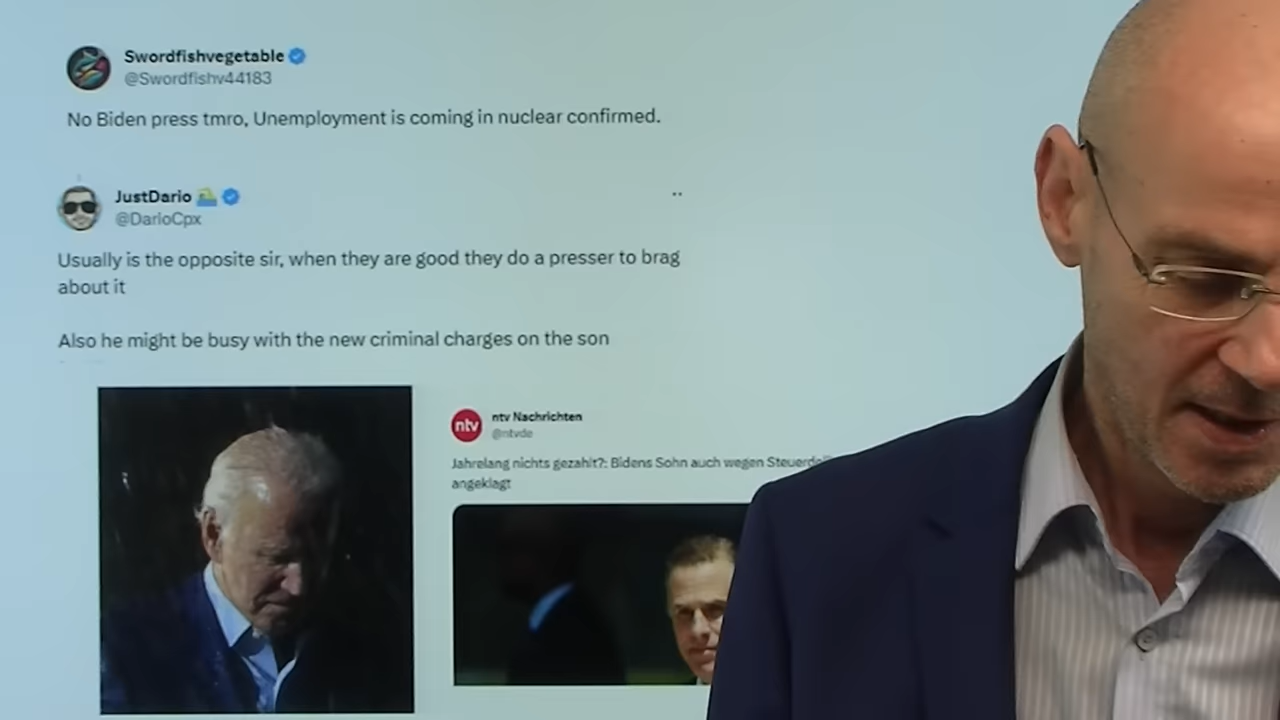 Swordfishvegetable
@Swordfishv44183
No Biden press tmro, Unemployment is coming in nuclear confirmed.
JustDario
@DarioCpx
Usually is the opposite sir, when they are good they do a presser to brag
about it
Also he might be busy with the new criminal charges on the son
ntv
ntv Nachrichten
@ntvde
Jahrelang nichts gezahlt?: Bidens Sohn auch wegen
angeklagt